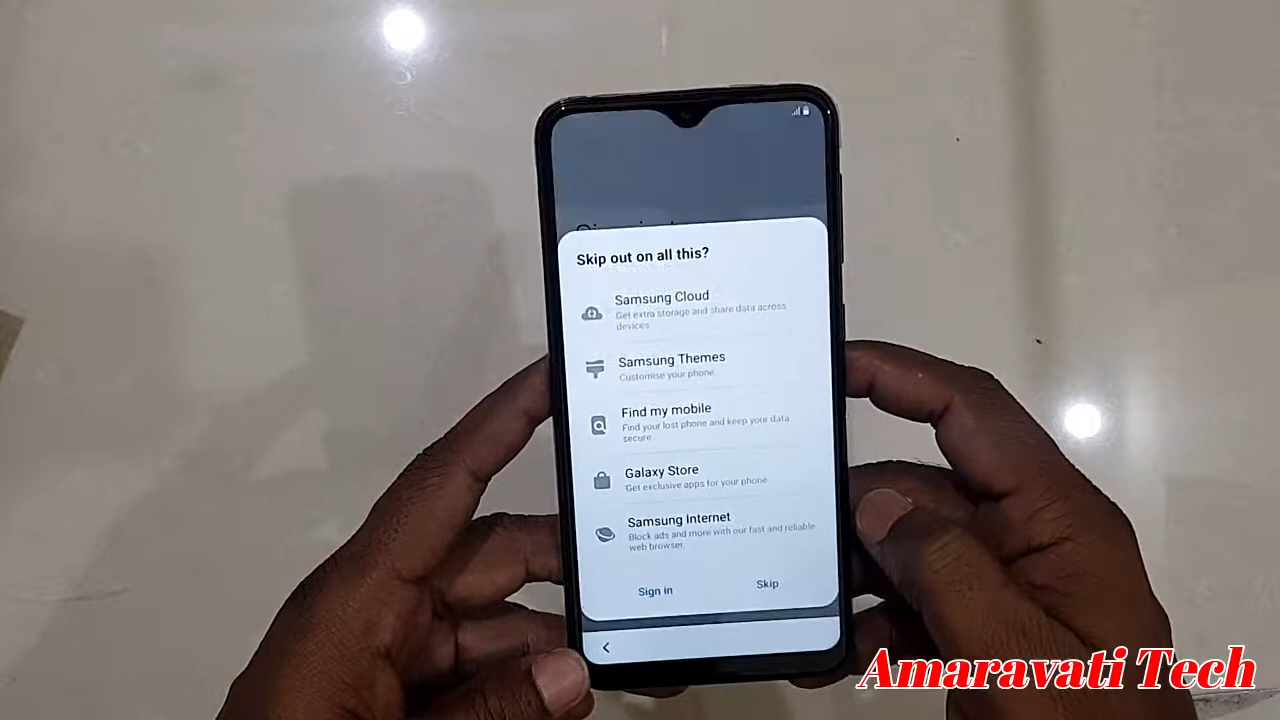 Skip out on all this?
Samsung Cloud
Get extra storage and share data across
devices
Samsung Themes
Customise your phone.
Find my mobile
Find your lost phone and keep your data
secure.
Galaxy Store
Get exclusive apps for your phone.
Samsung Internet
Block ads and more with our fast and reliable
web browser.
Sign in
Skip
Amaravati Tech